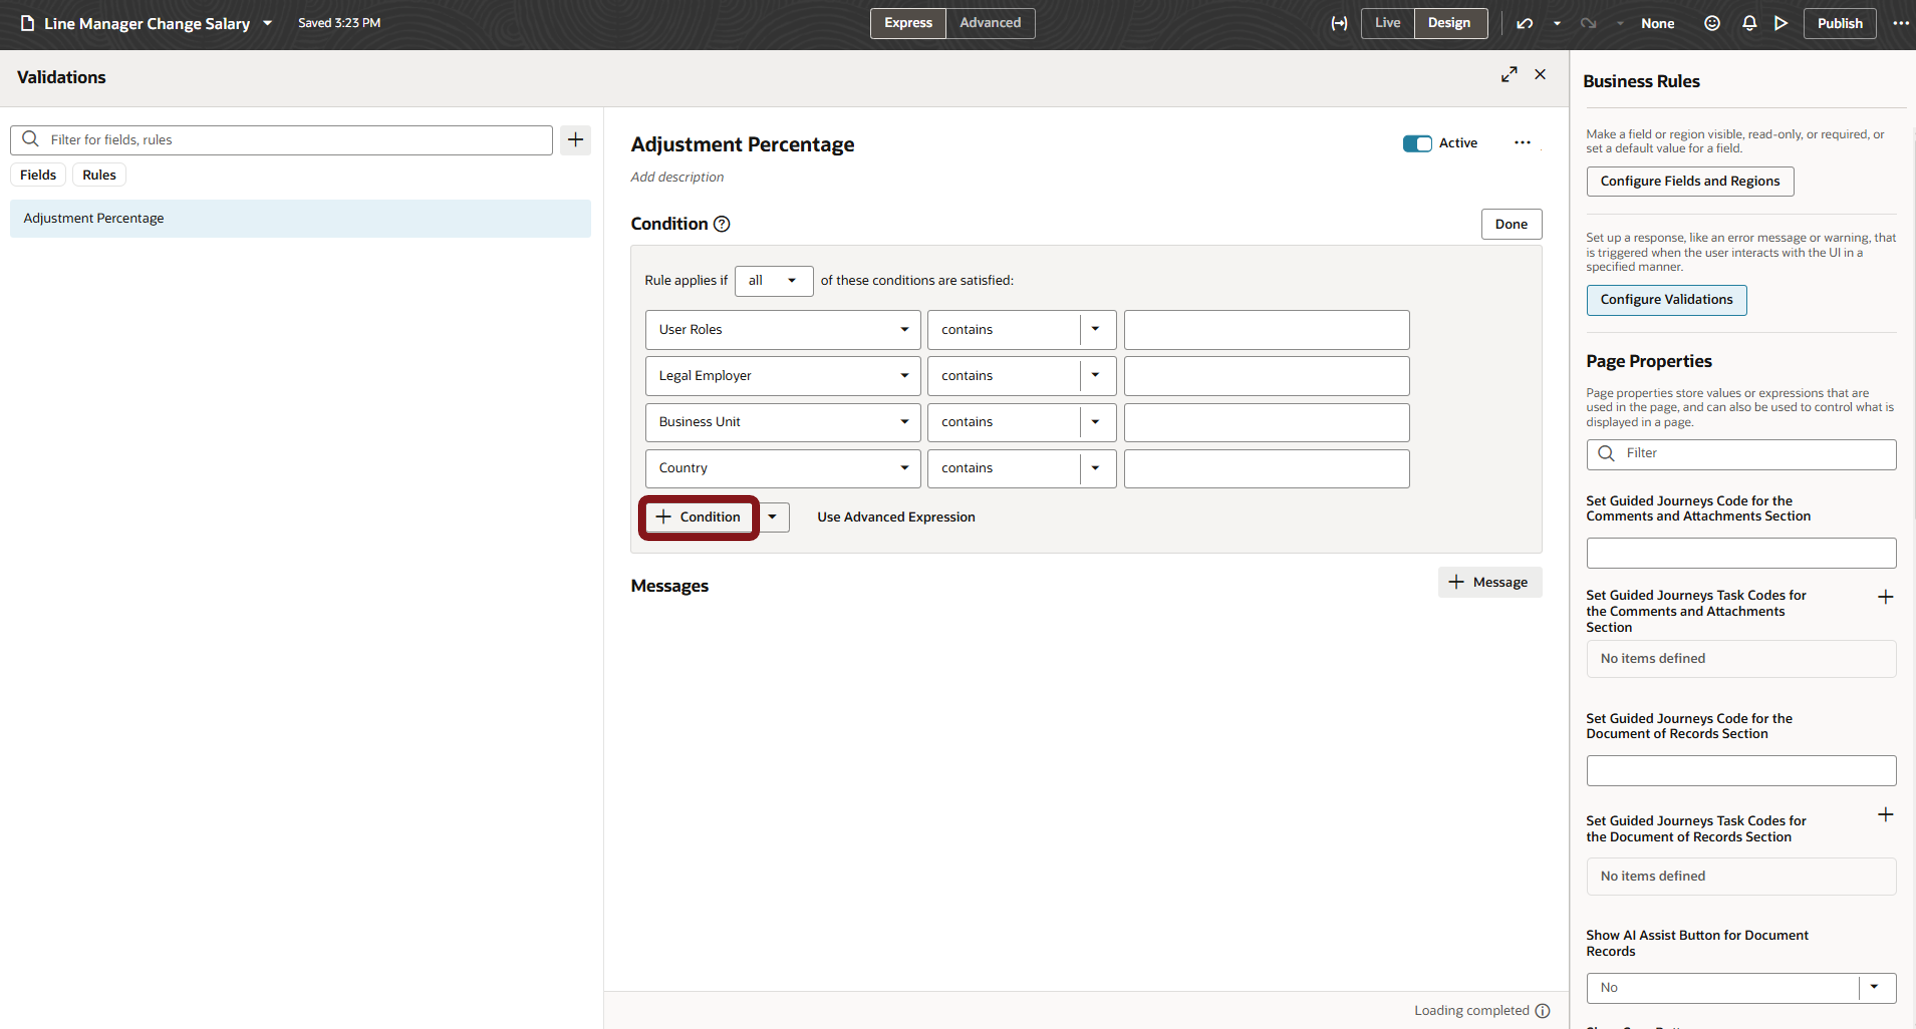 Line Manager Change Salary
Saved 3:23 PM
Express
Advanced
Live
Design
None
Publish
Validations
Filter for fields, rules
Fields
Rules
Adjustment Percentage
Adjustment Percentage
Active
Add description
Condition
Done
Rule applies if all of these conditions are satisfied:
User Roles contains
Legal Employer contains
Business Unit contains
Country contains
Condition
Use Advanced Expression
Messages
Message
Loading completed
Business Rules
Make a field or region visible, read-only, or required, or
set a default value for a field.
Configure Fields and Regions
Set up a response, like an error message or warning, that
is triggered when the user interacts with the UI in a
specified manner.
Configure Validations
Page Properties
Page properties store values or expressions that are
used in the page, and can also be used to control what is
displayed in a page.
Filter
Set Guided Journeys Code for the
Comments and Attachments Section
Set Guided Journeys Task Codes for
the Comments and Attachments
Section
No items defined
Set Guided Journeys Code for the
Document of Records Section
Set Guided Journeys Task Codes for
the Document of Records Section
No items defined
Show AI Assist Button for Document
Records
No